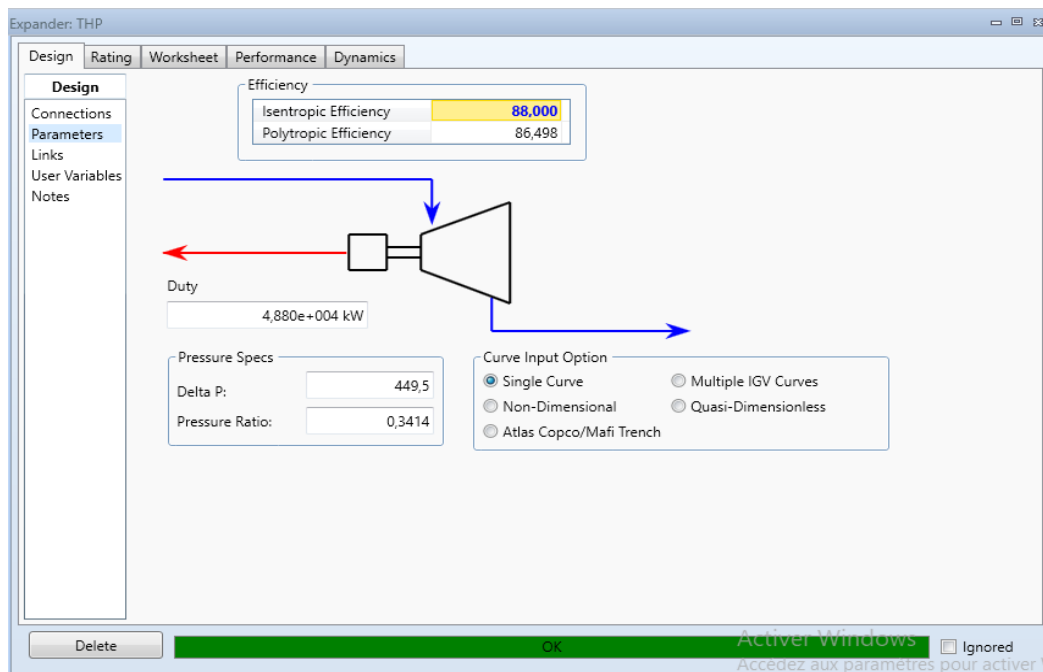 Expander: THP
Design Rating Worksheet Performance Dynamics
Design
Connections
Parameters
Links
User Variables
Notes
Efficiency
Isentropic Efficiency 88,000
Polytropic Efficiency 86,498
Duty
4,880e+004 kW
Pressure Specs
Delta P: 449,5
Pressure Ratio: 0,3414
Curve Input Option
Single Curve Multiple IGV Curves
Non-Dimensional Quasi-Dimensionless
Atlas Copco/Mafi Trench
Delete OK Ignored
Activer Windows
Accédez aux paramètres pour activer